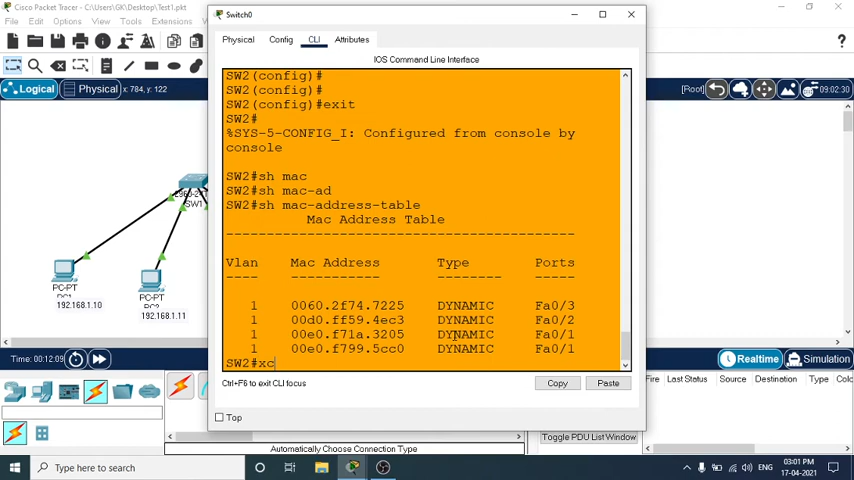 Cisco Packet Tracer - C:\Users\GK\Desktop\Test1.pkt
File Edit Options View Tools Extensions
Logical Physical x: 784, y: 122
[Root] 09:02:30
Switch0
Physical Config CLI Attributes
IOS Command Line Interface
SW2(config)#
SW2(config)#
SW2(config)#exit
SW2#
%SYS-5-CONFIG_I: Configured from console by
console
SW2#sh mac
SW2#sh mac-ad
SW2#sh mac-address-table
Mac Address Table
-------------------------------------------
Vlan Mac Address Type Ports
---- ----------- -------- -----
1 0060.2f74.7225 DYNAMIC Fa0/3
1 00d0.ff59.4ec3 DYNAMIC Fa0/2
1 00e0.f71a.3205 DYNAMIC Fa0/1
1 00e0.f799.5cc0 DYNAMIC Fa0/1
SW2#xc
Ctrl+F6 to exit CLI focus
Copy Paste
Top
SW1
PC-PT
PC1
192.168.1.10
PC-PT
192.168.1.11
Time: 00:12:09
Realtime Simulation
Fire Last Status Source Destination Type Color
Automatically Choose Connection Type
Toggle PDU List Window
Type here to search
ENG
03:01 PM
17-04-2021